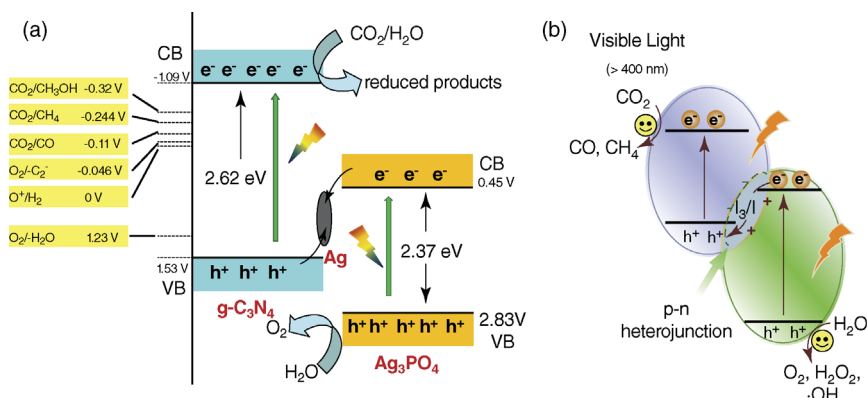 (a)
CB
-1.09 V
e⁻ e⁻ e⁻ e⁻ e⁻
CO₂/H₂O
reduced products
CO₂/CH₃OH -0.32 V
CO₂/CH₄ -0.244 V
CO₂/CO -0.11 V
O₂/-C₂⁻ -0.046 V
O⁺/H₂ 0 V
O₂/-H₂O 1.23 V
2.62 eV
CB
e⁻ e⁻ e⁻
0.45 V
Ag
2.37 eV
1.53 V
VB
h⁺ h⁺ h⁺
g-C₃N₄
O₂
H₂O
h⁺ h⁺ h⁺ h⁺ h⁺
2.83V
VB
Ag₃PO₄
(b)
Visible Light
(> 400 nm)
CO₂
CO, CH₄
e⁻ e⁻
e⁻ e⁻
-
I₃/I
+
+
h⁺ h⁺
p-n
heterojunction
h⁺ h⁺
H₂O
O₂, H₂O₂,
·OH